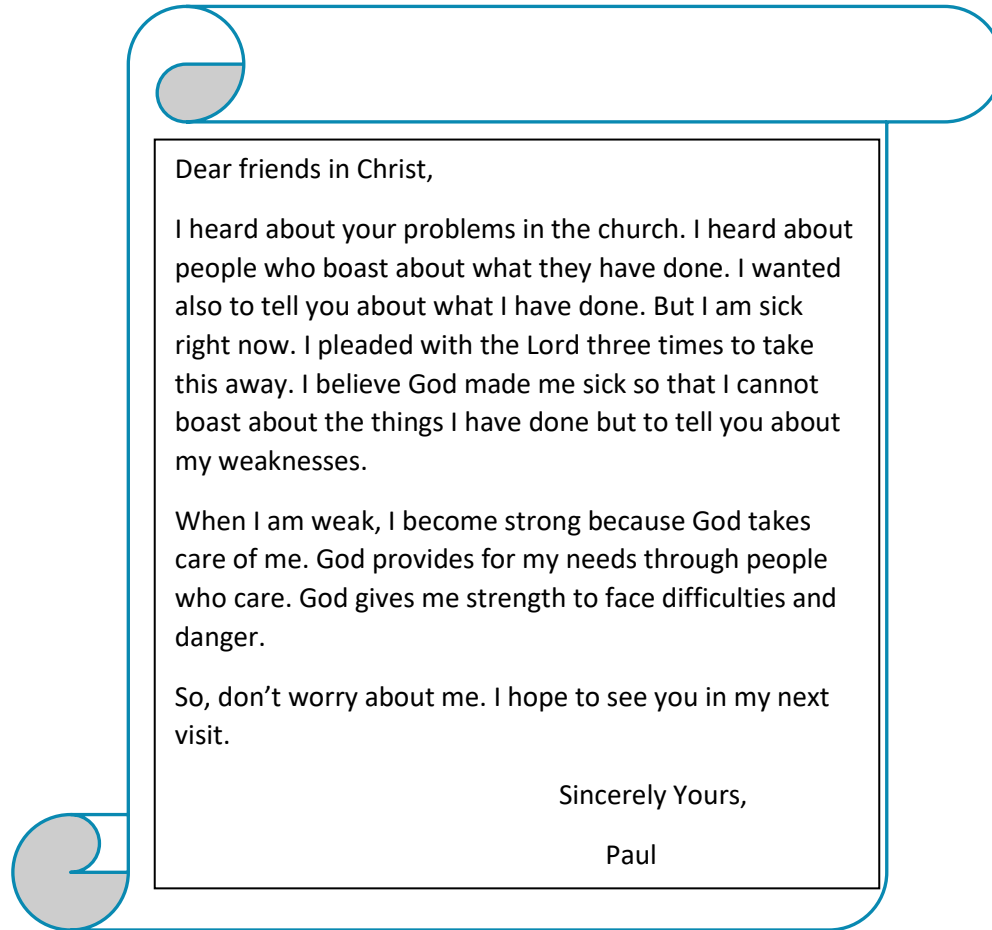 Dear friends in Christ,
I heard about your problems in the church. I heard about
people who boast about what they have done. I wanted
also to tell you about what I have done. But I am sick
right now. I pleaded with the Lord three times to take
this away. I believe God made me sick so that I cannot
boast about the things I have done but to tell you about
my weaknesses.
When I am weak, I become strong because God takes
care of me. God provides for my needs through people
who care. God gives me strength to face difficulties and
danger.
So, don’t worry about me. I hope to see you in my next
visit.
Sincerely Yours,
Paul